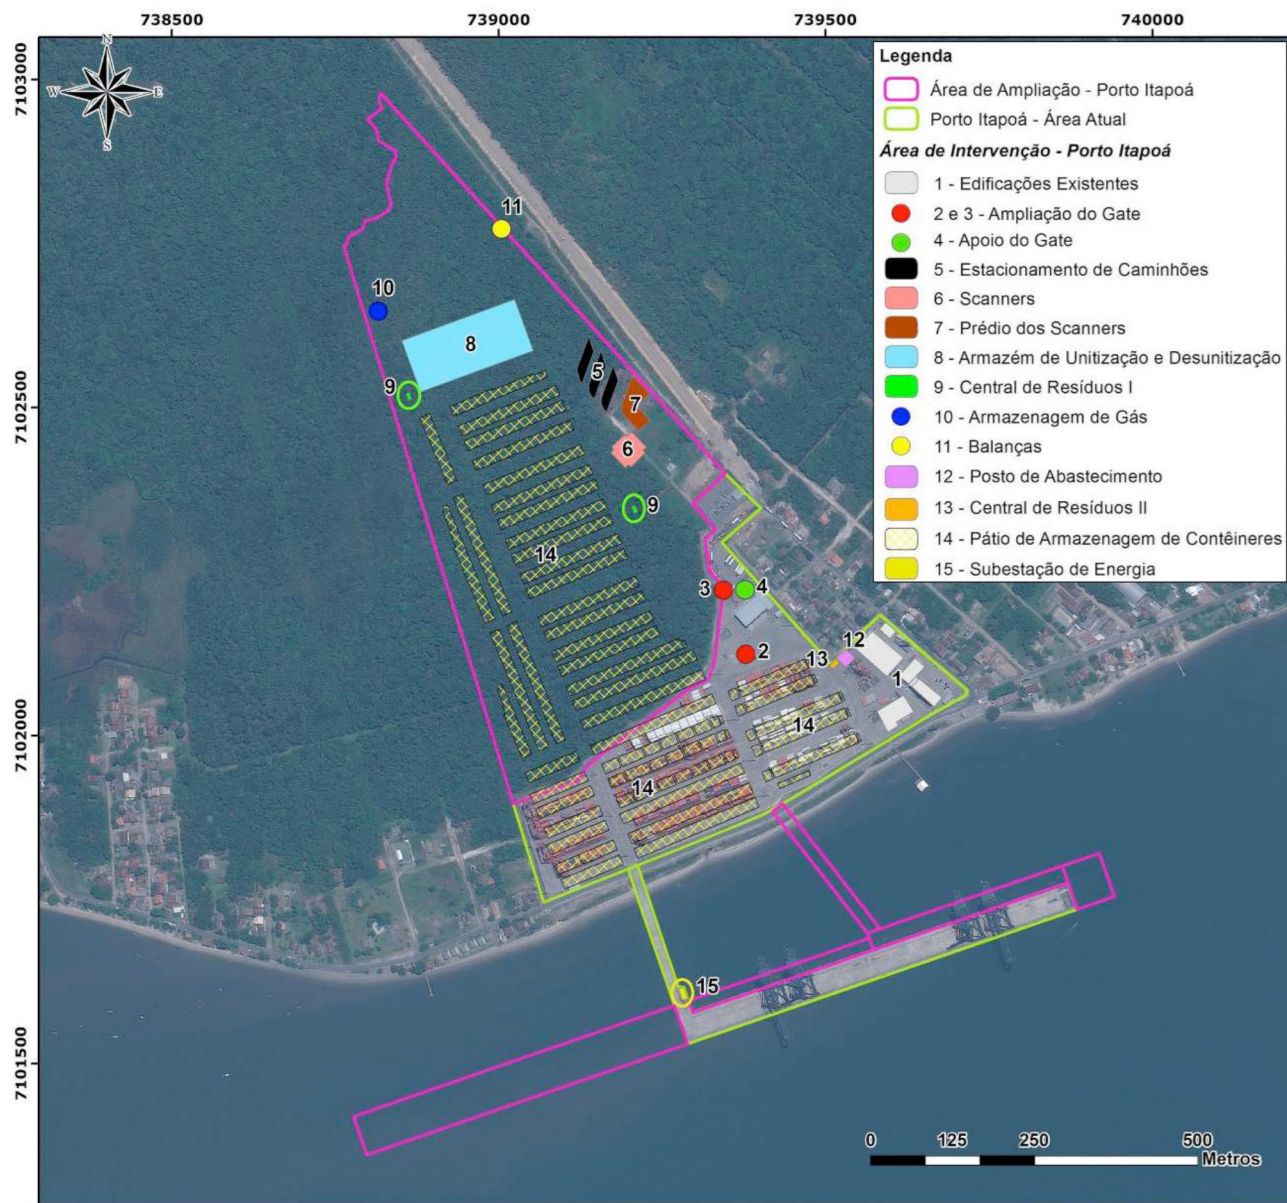 738500 739000 739500 740000
7103000
7102500
7102000
7101500
N
W E
S
Legenda
Área de Ampliação - Porto Itapoá
Porto Itapoá - Área Atual
Área de Intervenção - Porto Itapoá
1 - Edificações Existentes
2 e 3 - Ampliação do Gate
4 - Apoio do Gate
5 - Estacionamento de Caminhões
6 - Scanners
7 - Prédio dos Scanners
8 - Armazém de Unitização e Desunitização
9 - Central de Resíduos I
10 - Armazenagem de Gás
11 - Balanças
12 - Posto de Abastecimento
13 - Central de Resíduos II
14 - Pátio de Armazenagem de Contêineres
15 - Subestação de Energia
11
10
8
5
9
7
6
9
14
3 4
2
12
13
1
14
14
15
0 125 250 500
Metros